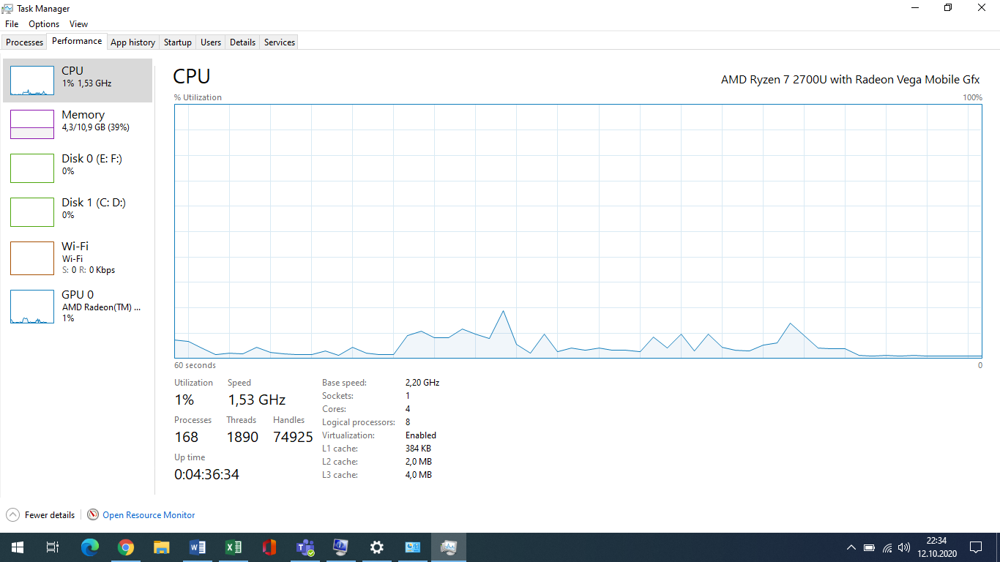 Task Manager
File Options View
Processes Performance App history Startup Users Details Services
CPU
1% 1,53 GHz
Memory
4,3/10,9 GB (39%)
Disk 0 (E: F:)
0%
Disk 1 (C: D:)
0%
Wi-Fi
Wi-Fi
S: 0 R: 0 Kbps
GPU 0
AMD Radeon(TM) ...
1%
CPU AMD Ryzen 7 2700U with Radeon Vega Mobile Gfx
% Utilization 100%
60 seconds 0
Utilization Speed
1% 1,53 GHz
Processes Threads Handles
168 1890 74925
Up time
0:04:36:34
Base speed: 2,20 GHz
Sockets: 1
Cores: 4
Logical processors: 8
Virtualization: Enabled
L1 cache: 384 KB
L2 cache: 2,0 MB
L3 cache: 4,0 MB
Fewer details Open Resource Monitor
22:34
12.10.2020